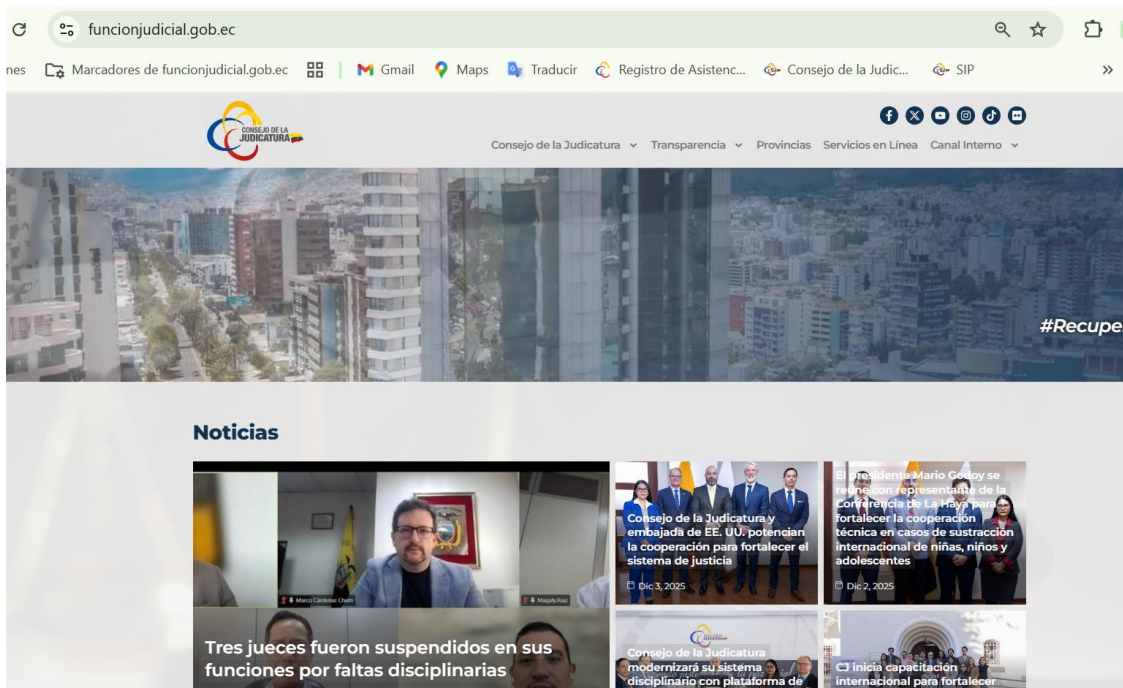 funcionjudicial.gob.ec
nes Marcadores de funcionjudicial.gob.ec Gmail Maps Traducir Registro de Asistenc... Consejo de la Judic... SIP »
CONSEJO DE LA
JUDICATURA
Consejo de la Judicatura Transparencia Provincias Servicios en Línea Canal Interno
#Recupe
Noticias
Marco Cárdenas Chum
Magaly Ruiz
Tres jueces fueron suspendidos en sus
funciones por faltas disciplinarias
Consejo de la Judicatura y
embajada de EE. UU. potencian
la cooperación para fortalecer el
sistema de justicia
Dic 3, 2025
El presidente Mario Godoy se
reúne con representante de la
Conferencia de La Haya para
fortalecer la cooperación
técnica en casos de sustracción
internacional de niñas, niños y
adolescentes
Dic 2, 2025
Consejo de la Judicatura
modernizará su sistema
disciplinario con plataforma de
CJ inicia capacitación
internacional para fortalecer